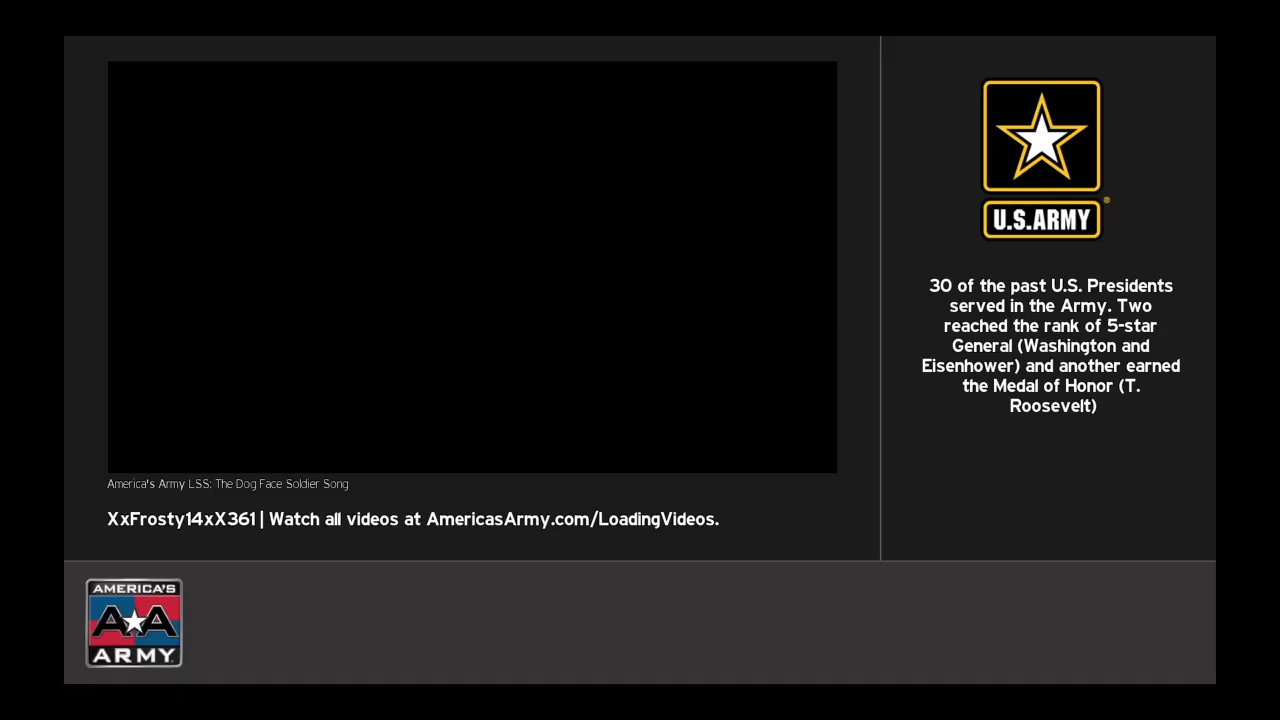 U.S.ARMY
®
30 of the past U.S. Presidents
served in the Army. Two
reached the rank of 5-star
General (Washington and
Eisenhower) and another earned
the Medal of Honor (T.
Roosevelt)
America's Army LSS: The Dog Face Soldier Song
XxFrosty14xX361 | Watch all videos at AmericasArmy.com/LoadingVideos.
AMERICA'S
AA
ARMY